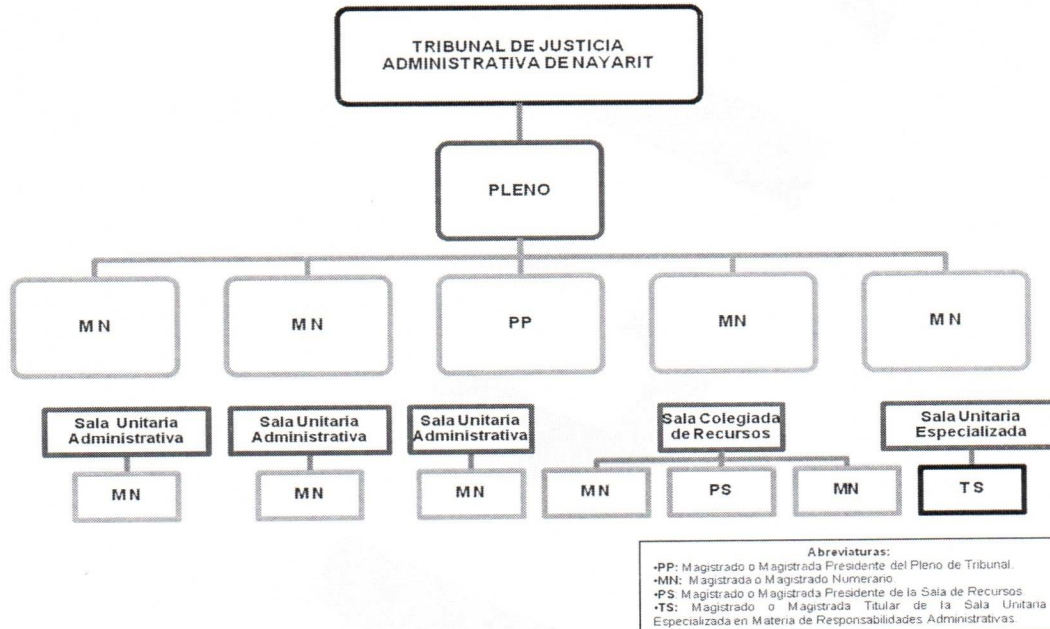 TRIBUNAL DE JUSTICIA
ADMINISTRATIVA DE NAYARIT
PLENO
MN
MN
PP
MN
MN
Sala Unitaria
Administrativa
Sala Unitaria
Administrativa
Sala Unitaria
Administrativa
Sala Colegiada
de Recursos
Sala Unitaria
Especializada
MN
MN
MN
MN
PS
MN
TS
Abreviaturas:
•PP: Magistrado o Magistrada Presidente del Pleno de Tribunal.
•MN: Magistrada o Magistrado Numerario.
•PS: Magistrado o Magistrada Presidente de la Sala de Recursos.
•TS: Magistrado o Magistrada Titular de la Sala Unitaria
Especializada en Materia de Responsabilidades Administrativas.